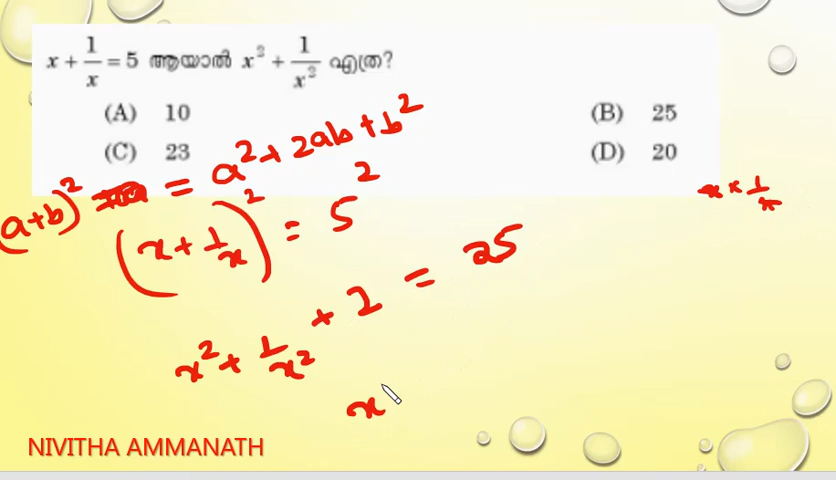 x + 1/x = 5 ആയാൽ x² + 1/x² എത്ര?
(A) 10 (B) 25
(C) 23 (D) 20
(a+b)² = a² + 2ab + b²
x × 1/x
(x + 1/x)² = 5²
x² + 1/x² + 2 = 25
x
NIVITHA AMMANATH